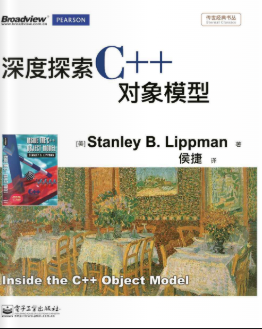 Broadview
PEARSON
传世经典书丛
深度探索C++
对象模型
[美] Stanley B. Lippman 著
侯捷 译
Inside the C++ Object Model
电子工业出版社